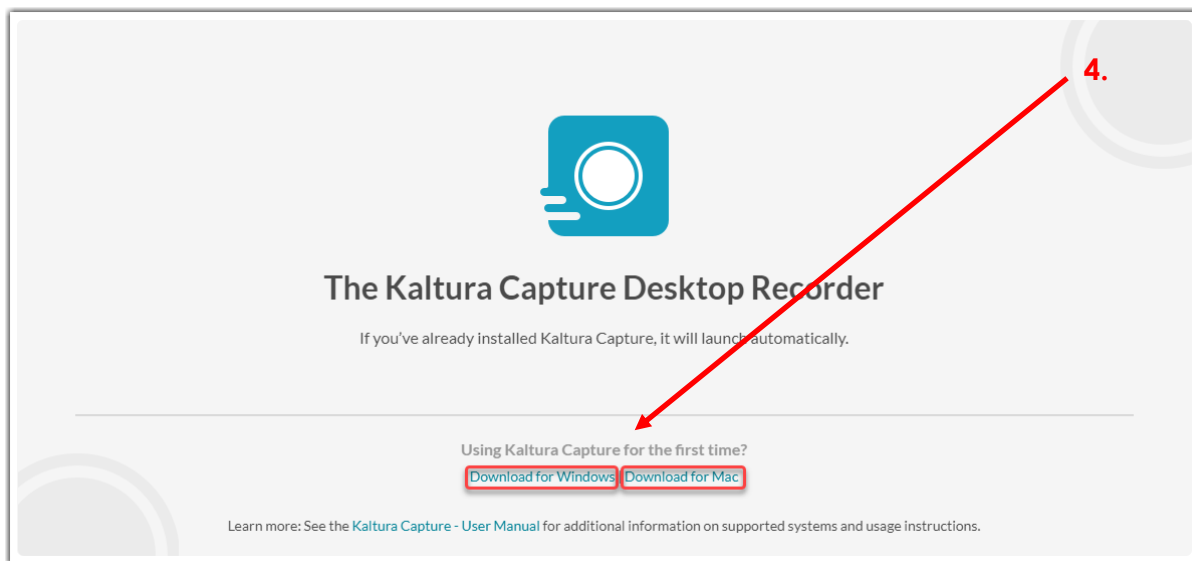 4.
The Kaltura Capture Desktop Recorder
If you've already installed Kaltura Capture, it will launch automatically.
Using Kaltura Capture for the first time?
Download for Windows Download for Mac
Learn more: See the Kaltura Capture - User Manual for additional information on supported systems and usage instructions.